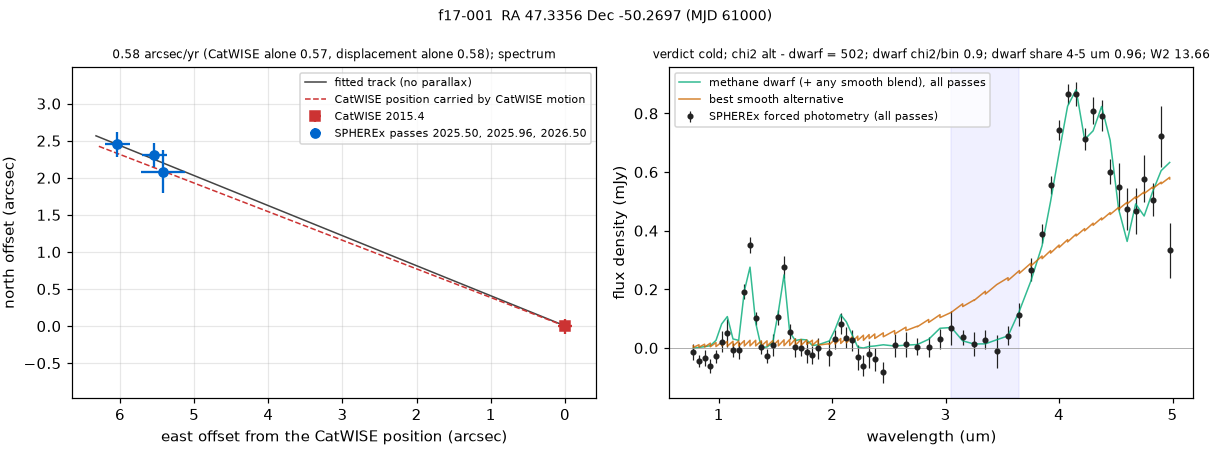 f17-001 RA 47.3356 Dec -50.2697 (MJD 61000)
0.58 arcsec/yr (CatWISE alone 0.57, displacement alone 0.58); spectrum
fitted track (no parallax)
CatWISE position carried by CatWISE motion
CatWISE 2015.4
SPHEREx passes 2025.50, 2025.96, 2026.50
north offset (arcsec)
3.0
2.5
2.0
1.5
1.0
0.5
0.0
−0.5
6
5
4
3
2
1
0
east offset from the CatWISE position (arcsec)
verdict cold; chi2 alt - dwarf = 502; dwarf chi2/bin 0.9; dwarf share 4-5 um 0.96; W2 13.66
methane dwarf (+ any smooth blend), all passes
best smooth alternative
SPHEREx forced photometry (all passes)
flux density (mJy)
0.8
0.6
0.4
0.2
0.0
1
2
3
4
5
wavelength (um)